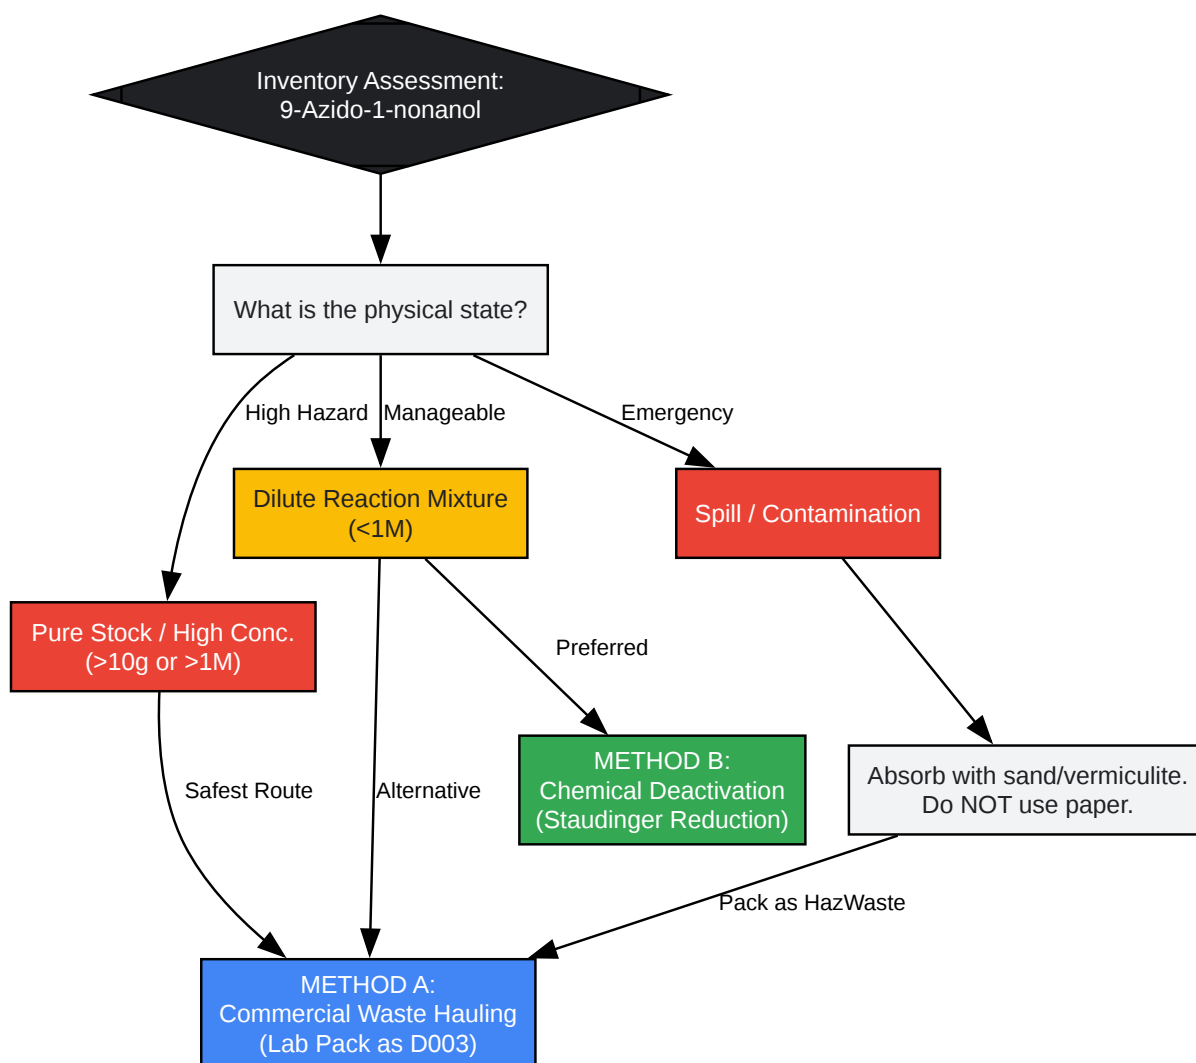 Inventory Assessment:
9-Azido-1-nonanol
What is the physical state?
High Hazard
Manageable
Emergency
Dilute Reaction Mixture
(<1M)
Spill / Contamination
Pure Stock / High Conc.
(>10g or >1M)
Preferred
METHOD B:
Chemical Deactivation
(Staudinger Reduction)
Absorb with sand/vermiculite.
Do NOT use paper.
Safest Route
Alternative
Pack as HazWaste
METHOD A:
Commercial Waste Hauling
(Lab Pack as D003)